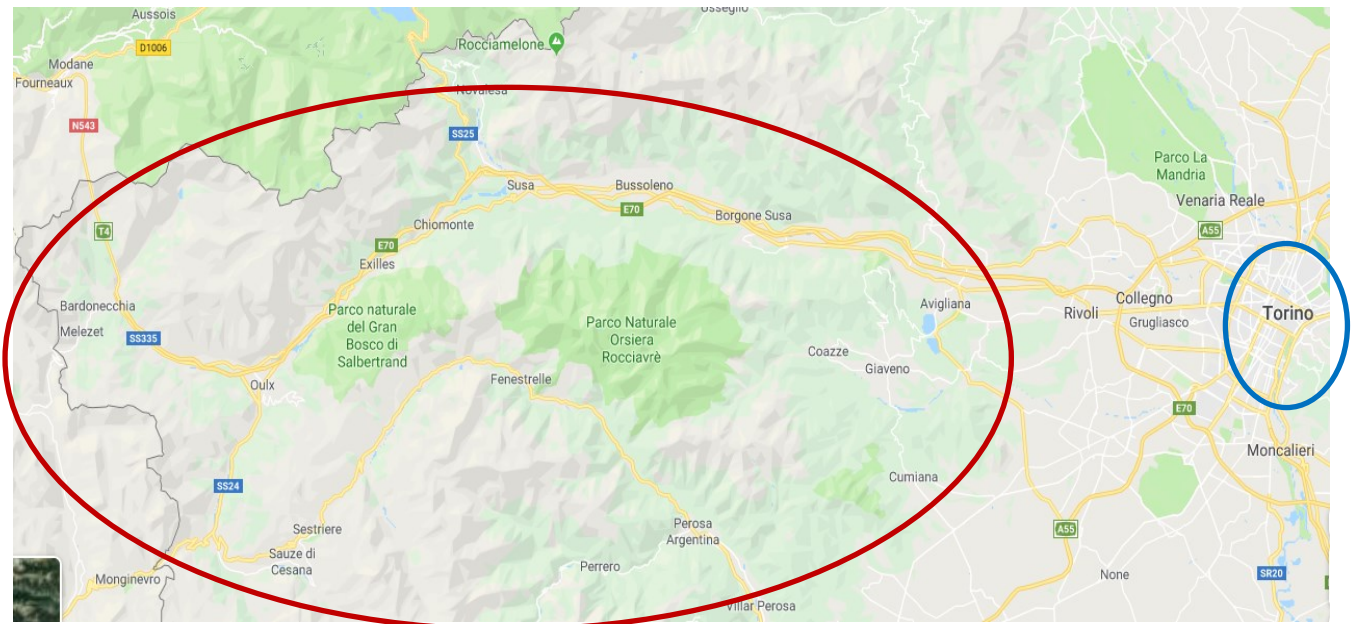 Aussois
Usseglio
D1006
Rocciamelone
Modane
Fourneaux
Novalesa
N543
SS25
Parco La
Mandria
Susa
Bussoleno
Venaria Reale
E70
Borgone Susa
Chiomonte
T4
A55
E70
Exilles
Bardonecchia
Parco naturale
del Gran
Bosco di
Salbertrand
Avigliana
Collegno
Rivoli
Torino
Parco Naturale
Orsiera
Rocciavrè
Grugliasco
Melezet
SS335
Coazze
Giaveno
Oulx
Fenestrelle
E70
Moncalieri
SS24
Cumiana
Sestriere
Perosa
Argentina
A55
Sauze di
Cesana
Perrero
None
SR20
Monginevro
Villar Perosa